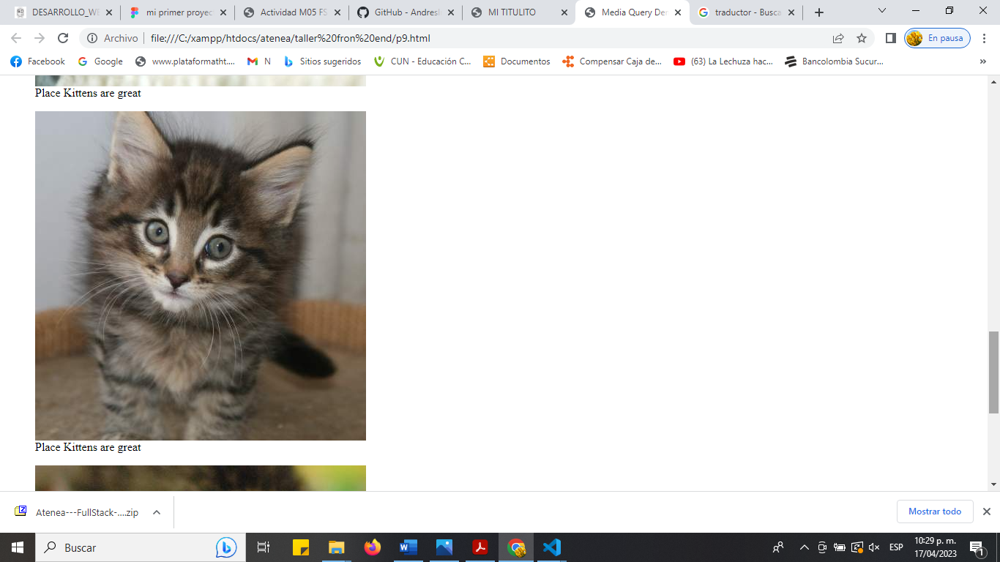 DESARROLLO_WE
mi primer proyec
Actividad M05 FS
GitHub - Andresl
MI TITULITO
Media Query Der
traductor - Busca
Archivo
file:///C:/xampp/htdocs/atenea/taller%20fron%20end/p9.html
En pausa
Facebook
Google
www.plataformatht....
N
Sitios sugeridos
CUN - Educación C...
Documentos
Compensar Caja de...
(63) La Lechuza hac...
Bancolombia Sucur...
»
Place Kittens are great
Place Kittens are great
Atenea---FullStack-....zip
Mostrar todo
Buscar
ESP
10:29 p. m.
17/04/2023
1